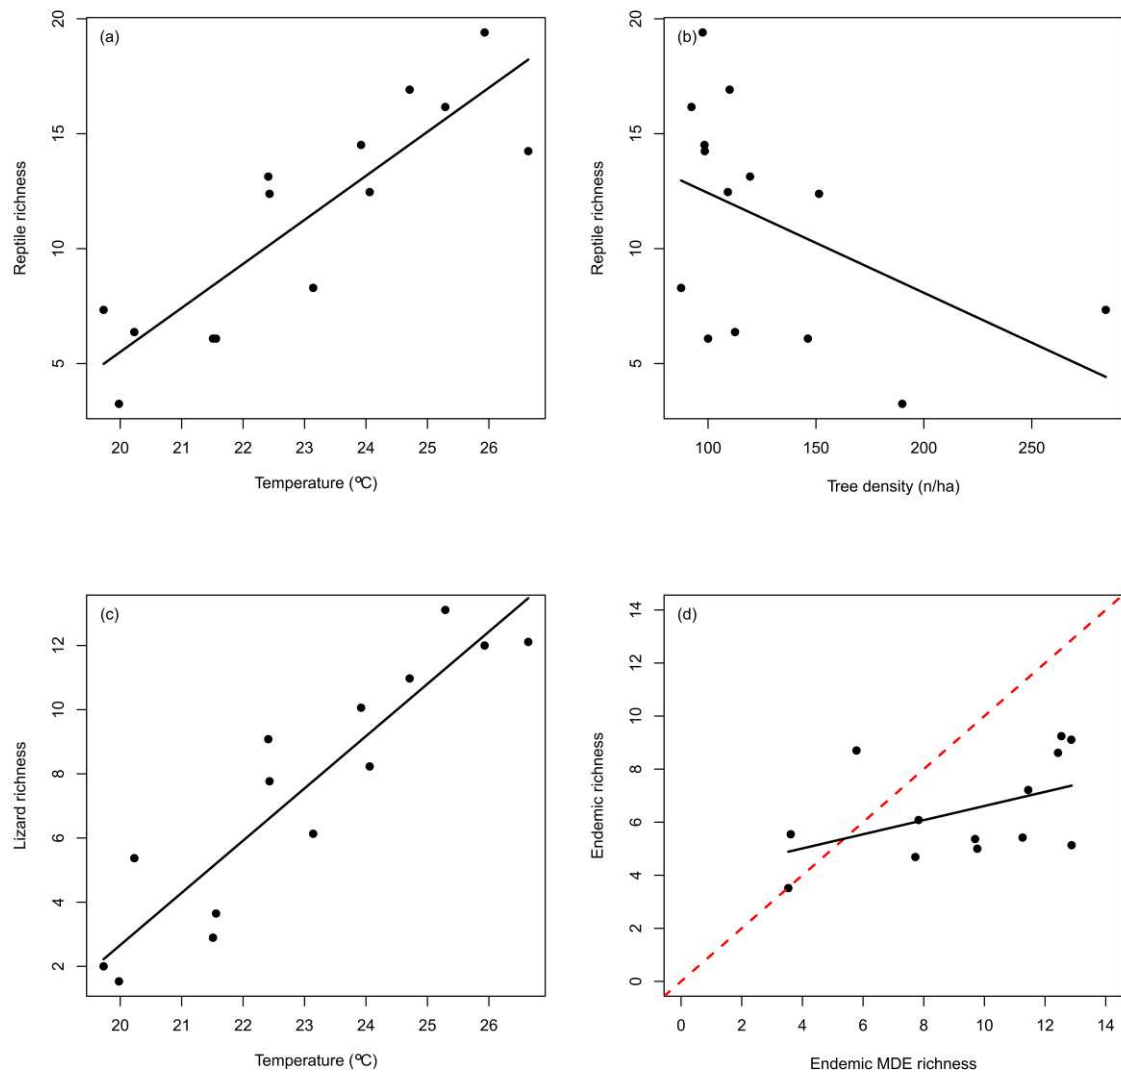 (a)
20
15
10
5
Reptile richness
20 21 22 23 24 25 26
Temperature (ºC)
(b)
20
15
10
5
Reptile richness
100 150 200 250
Tree density (n/ha)
(c)
12
10
8
6
4
2
Lizard richness
20 21 22 23 24 25 26
Temperature (ºC)
(d)
14
12
10
8
6
4
2
0
Endemic richness
0 2 4 6 8 10 12 14
Endemic MDE richness